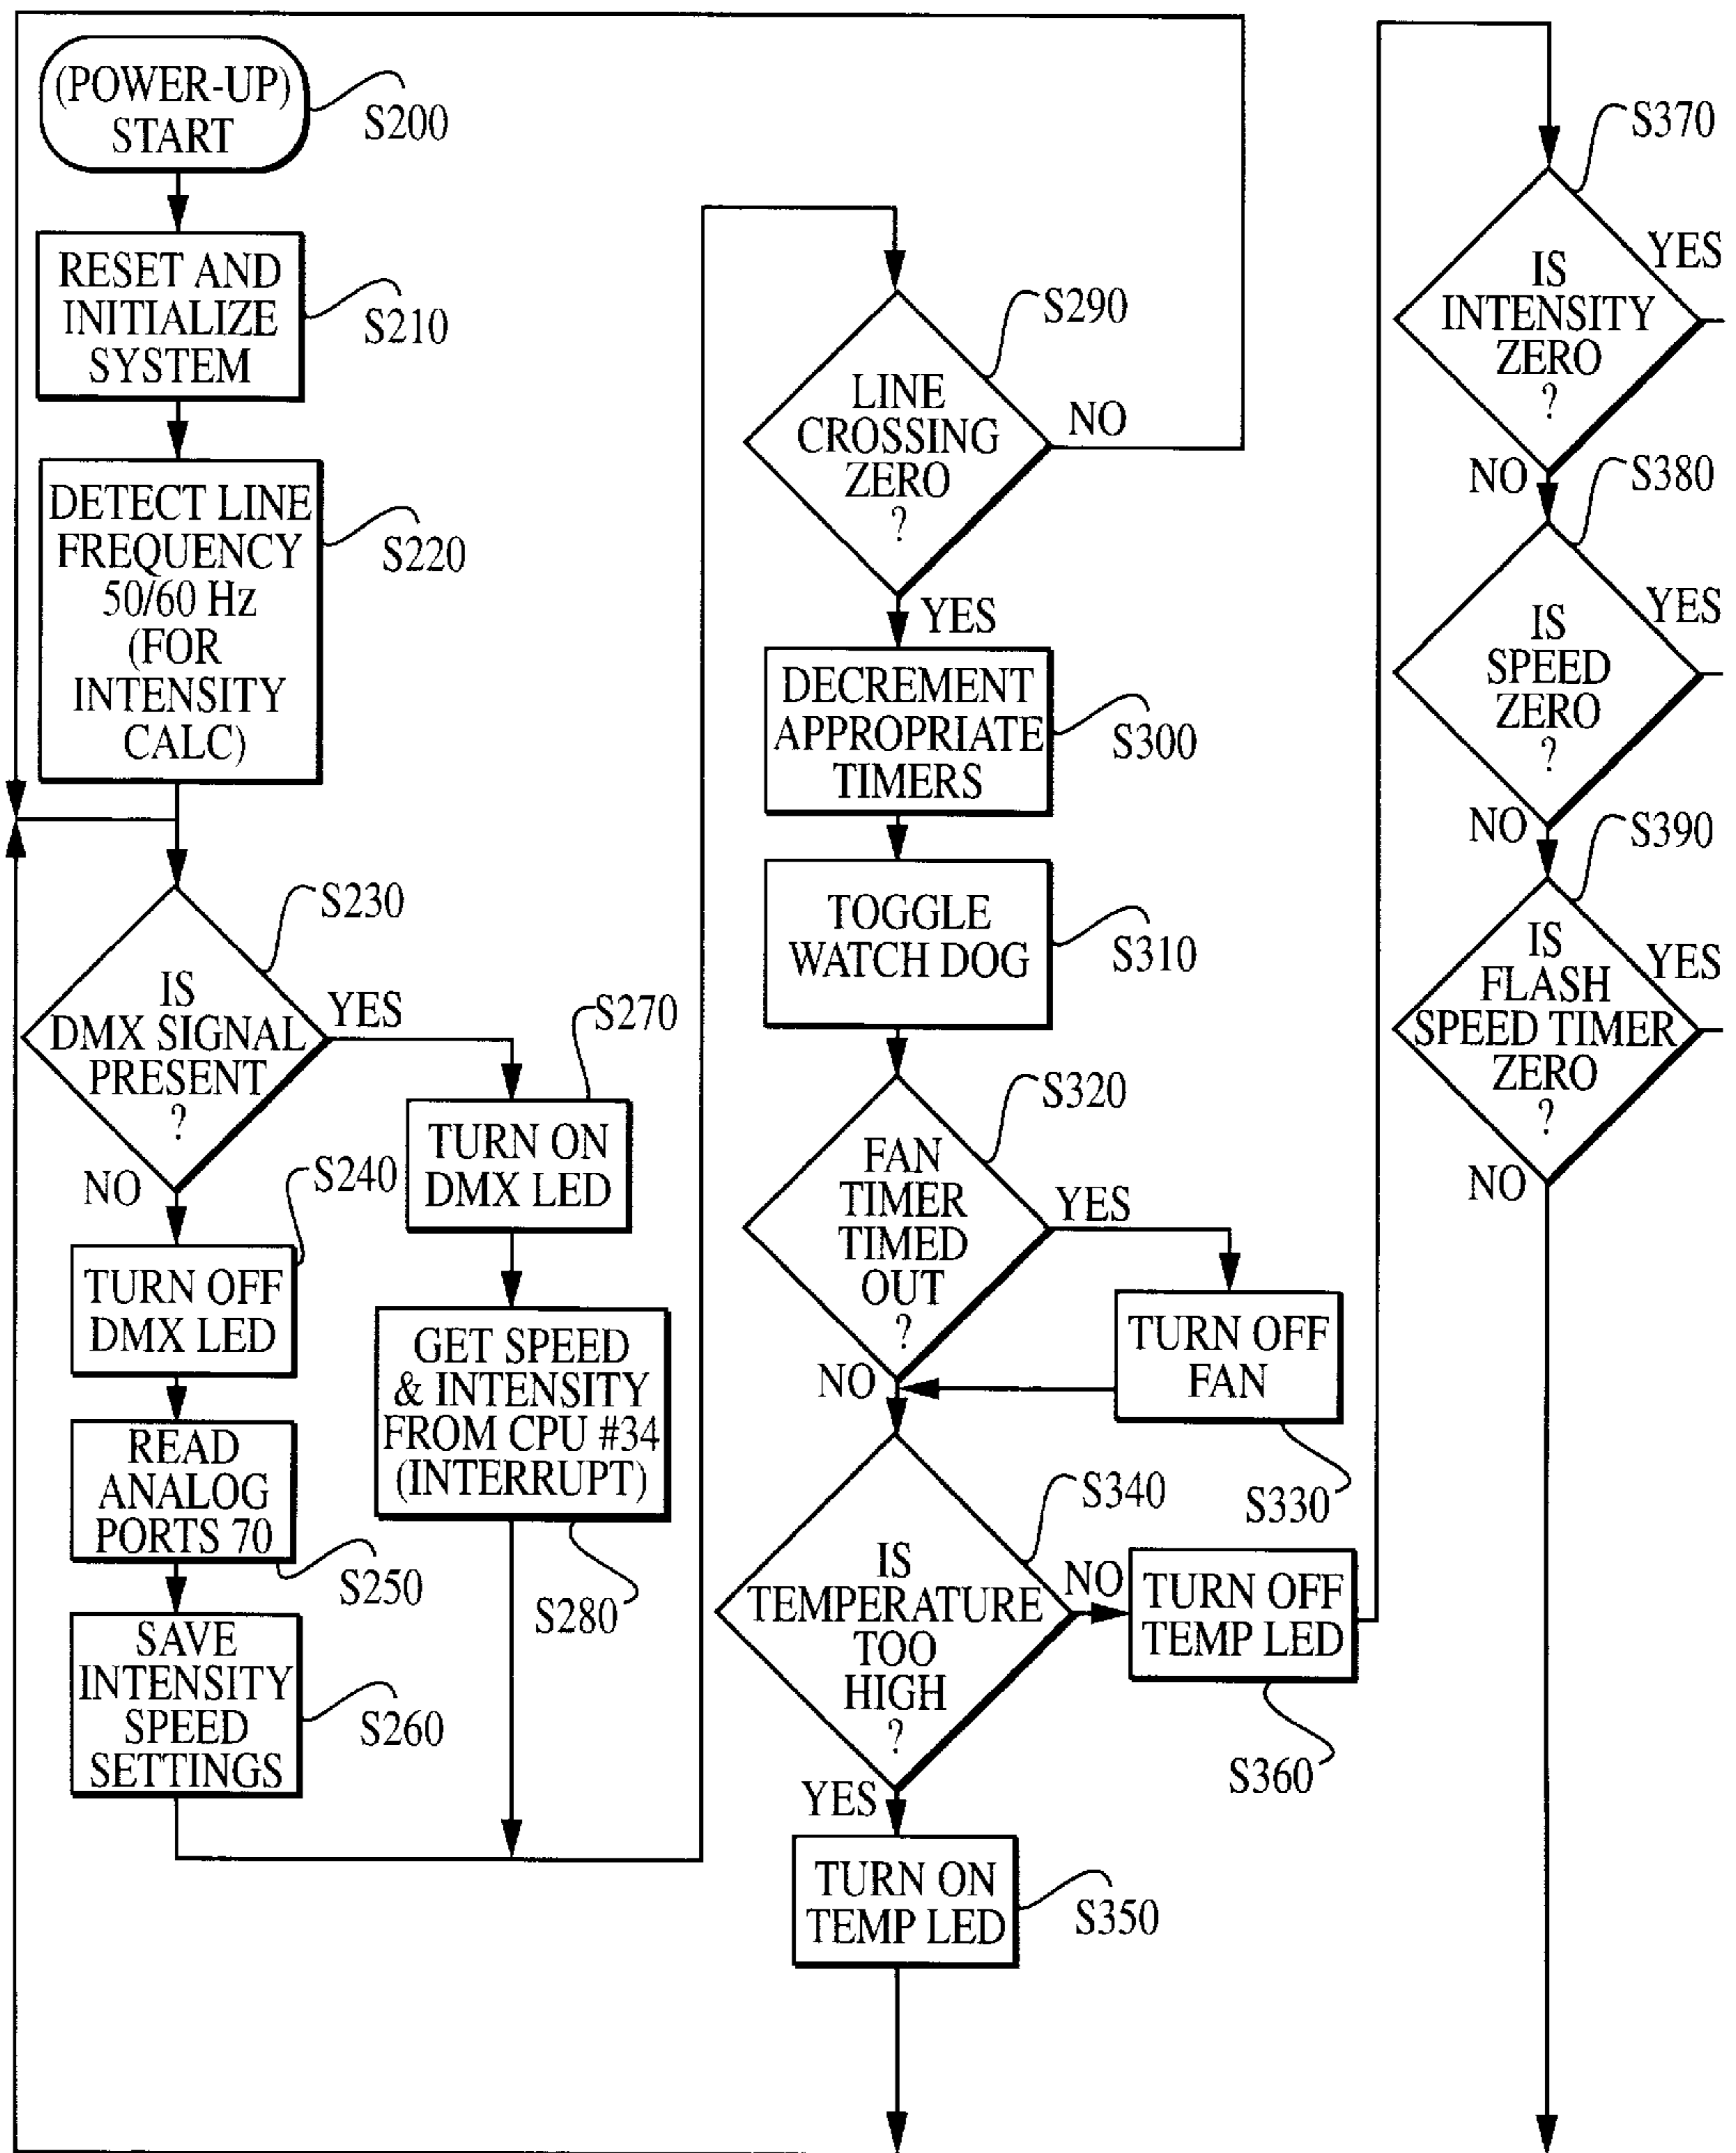 (POWER-UP)
START
S200
RESET AND
INITIALIZE
SYSTEM
S210
DETECT LINE
FREQUENCY
50/60 Hz
(FOR
INTENSITY
CALC)
S220
S230
IS
DMX SIGNAL
PRESENT
?
YES
NO
S240
TURN OFF
DMX LED
READ
ANALOG
PORTS 70
S250
SAVE
INTENSITY
SPEED
SETTINGS
S260
S270
TURN ON
DMX LED
GET SPEED
& INTENSITY
FROM CPU #34
(INTERRUPT)
S280
S290
LINE
CROSSING
ZERO
?
NO
YES
DECREMENT
APPROPRIATE
TIMERS
S300
TOGGLE
WATCH DOG
S310
S320
FAN
TIMER
TIMED
OUT
?
YES
NO
TURN OFF
FAN
S330
S340
IS
TEMPERATURE
TOO
HIGH
?
NO
YES
TURN OFF
TEMP LED
S360
TURN ON
TEMP LED
S350
S370
IS
INTENSITY
ZERO
?
YES
NO
S380
IS
SPEED
ZERO
?
YES
NO
S390
IS
FLASH
SPEED TIMER
ZERO
?
YES
NO